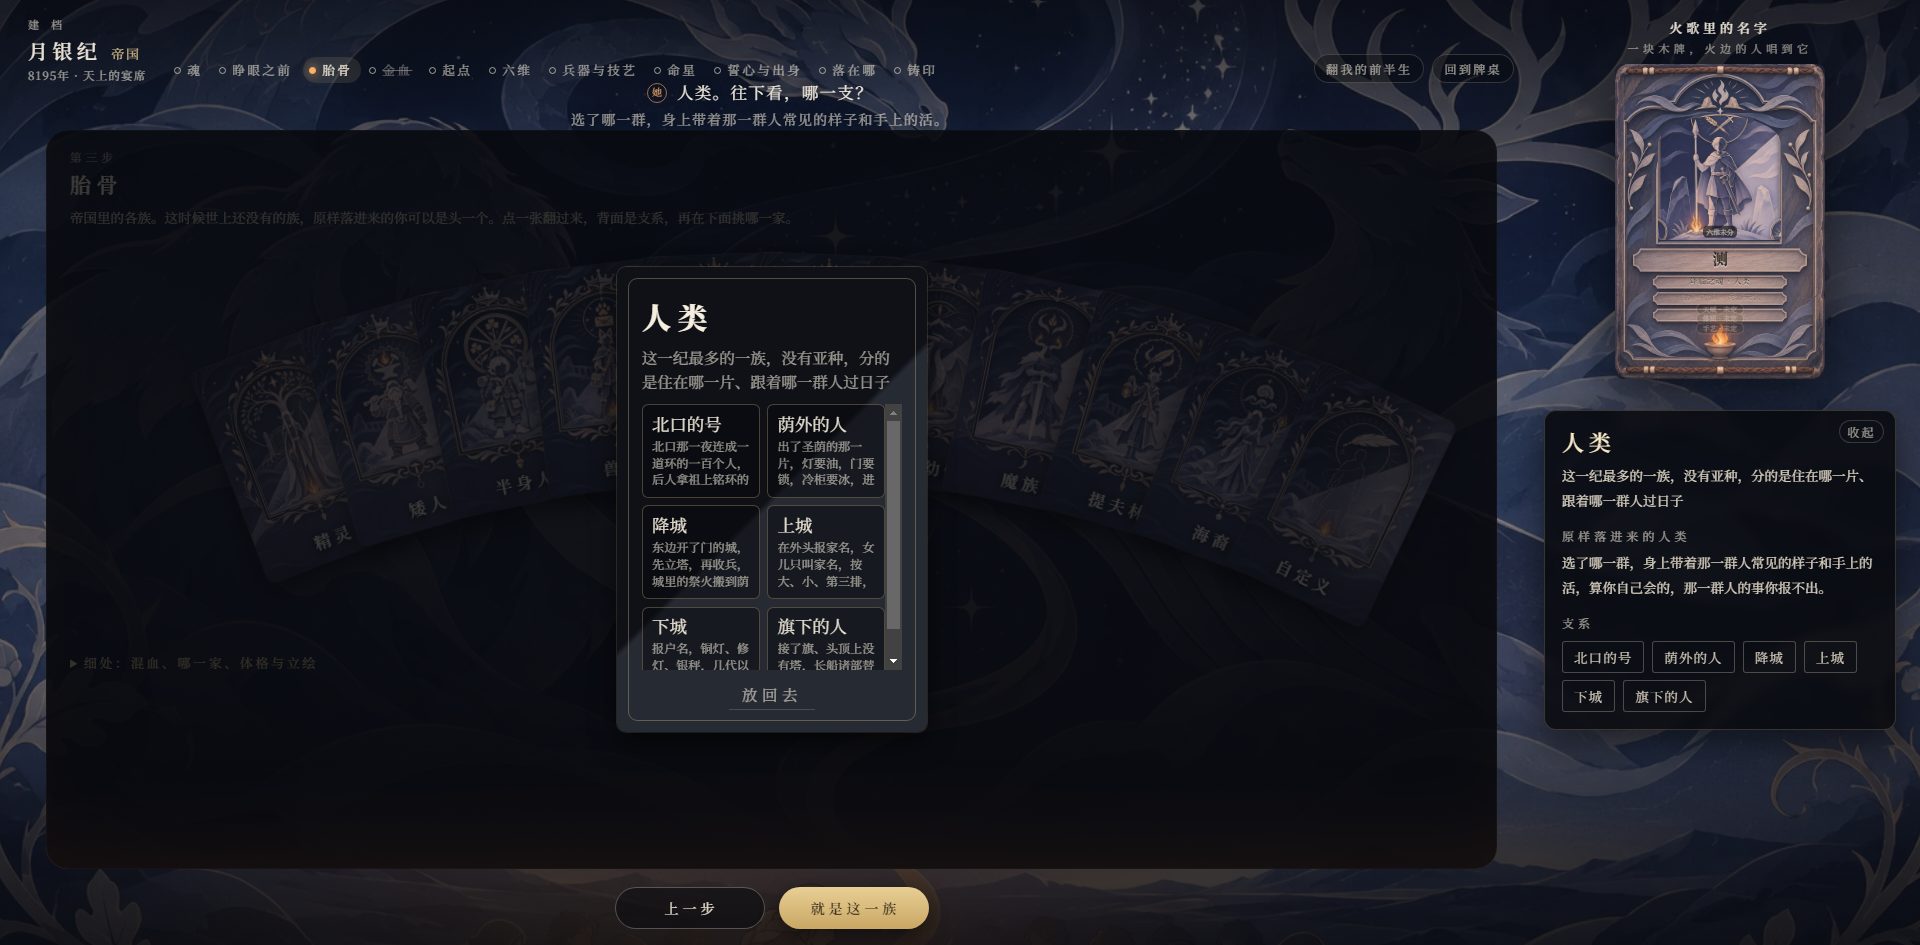 建档
月银纪 帝国
8195年 · 天上的宴席
魂 睁眼之前 胎骨 金血 起点 六维 兵器与技艺 命星 誓心与出身 落在哪 铸印
她 人类。往下看，哪一支？
选了哪一群，身上带着那一群人常见的样子和手上的活。
翻我的前半生 回到牌桌
第三步
胎骨
帝国里的各族。这时候世上还没有的族，原样落进来的你可以是头一个。点一张翻过来，背面是支系，再在下面挑哪一家。
精灵
矮人
半身人
魔族
提夫林
海裔
自定义
细处：混血、哪一家、体格与立绘
人类
这一纪最多的一族，没有亚种，分的
是住在哪一片、跟着哪一群人过日子
北口的号
北口那一夜连成一
道环的一百个人，
后人拿祖上铭环的
荫外的人
出了圣荫的那一
片，灯要油，门要
锁，冷柜要冰，进
降城
东边开了门的城，
先立塔，再收兵，
城里的祭火搬到荫
上城
在外头报家名，女
儿只叫家名，按
大、小、第三排，
下城
报户名，铜灯、修
灯、银秤，几代以
旗下的人
接了旗、头顶上没
有塔，长船诸部替
放回去
上一步 就是这一族
火歌里的名字
一块木牌，火边的人唱到它
六维未分
测
收起
人类
这一纪最多的一族，没有亚种，分的是住在哪一片、
跟着哪一群人过日子
原样落进来的人类
选了哪一群，身上带着那一群人常见的样子和手上的
活，算你自己会的，那一群人的事你报不出。
支系
北口的号 荫外的人 降城 上城
下城 旗下的人